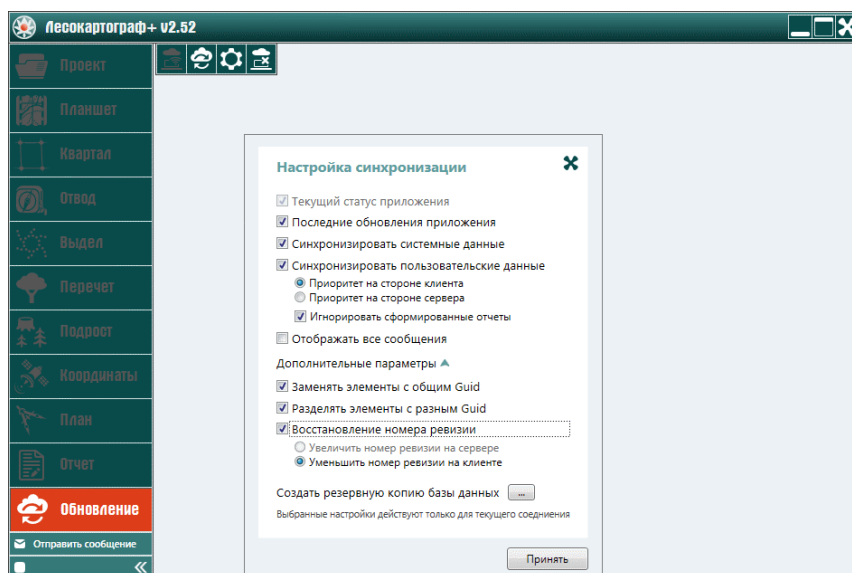 Лесокартограф+ v2.52
Проект
Планшет
Квартал
Отвод
Выдел
Перечет
Подрост
Координаты
План
Отчет
Обновление
Отправить сообщение
Настройка синхронизации
Текущий статус приложения
Последние обновления приложения
Синхронизировать системные данные
Синхронизировать пользовательские данные
Приоритет на стороне клиента
Приоритет на стороне сервера
Игнорировать сформированные отчеты
Отображать все сообщения
Дополнительные параметры
Заменять элементы с общим Guid
Разделять элементы с разным Guid
Восстановление номера ревизии
Увеличить номер ревизии на сервере
Уменьшить номер ревизии на клиенте
Создать резервную копию базы данных ...
Выбранные настройки действуют только для текущего соедниения
Принять